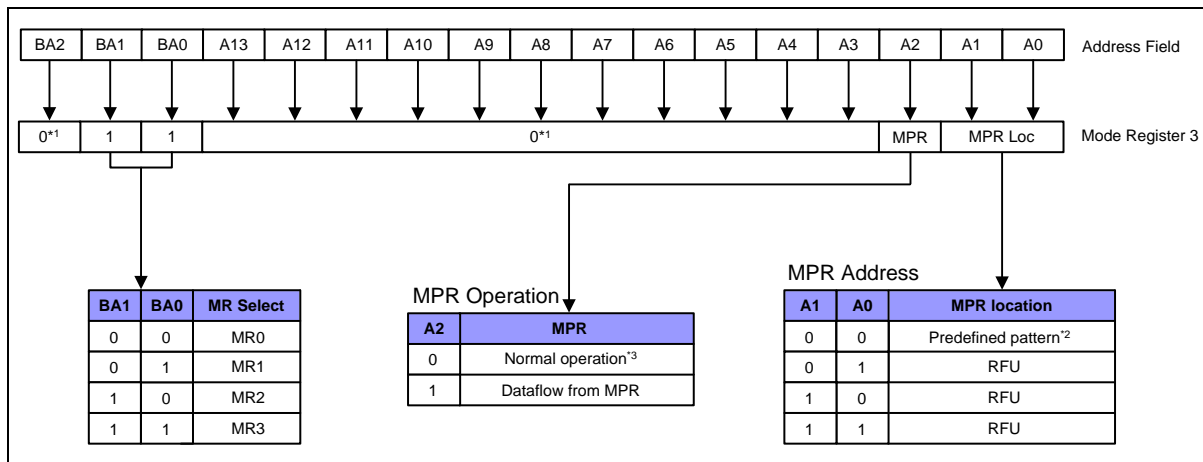 BA2 BA1 BA0 A13 A12 A11 A10 A9 A8 A7 A6 A5 A4 A3 A2 A1 A0 Address Field
0*1 1 1 0*1 MPR MPR Loc Mode Register 3
MPR Operation
MPR Address
BA1 BA0 MR Select
0 0 MR0
0 1 MR1
1 0 MR2
1 1 MR3
A2 MPR
0 Normal operation*3
1 Dataflow from MPR
A1 A0 MPR location
0 0 Predefined pattern*2
0 1 RFU
1 0 RFU
1 1 RFU